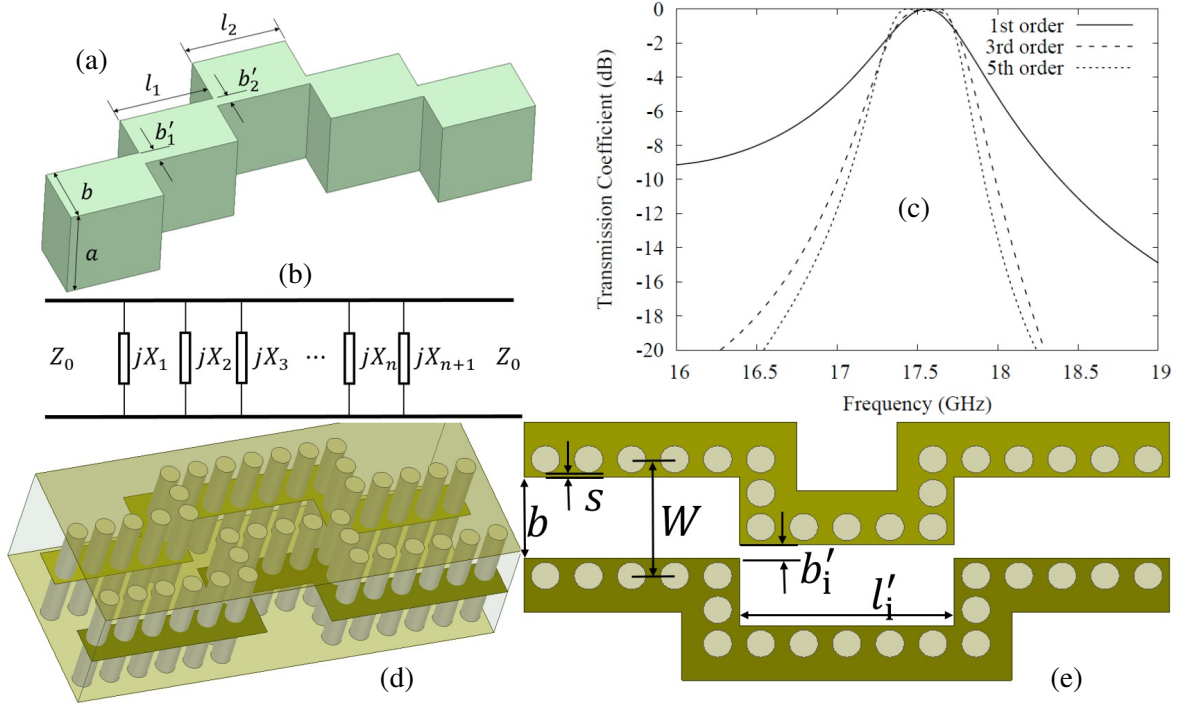 (a)
l₂
l₁
b′₂
b′₁
b
a
(b)
Z₀ jX₁ jX₂ jX₃ ⋯ jXₙ jXₙ₊₁ Z₀
Transmission Coefficient (dB)
0
-2
-4
-6
-8
-10
-12
-14
-16
-18
-20
1st order
3rd order
5th order
(c)
16 16.5 17 17.5 18 18.5 19
Frequency (GHz)
(d)
b
s
W
b′ᵢ
l′ᵢ
(e)